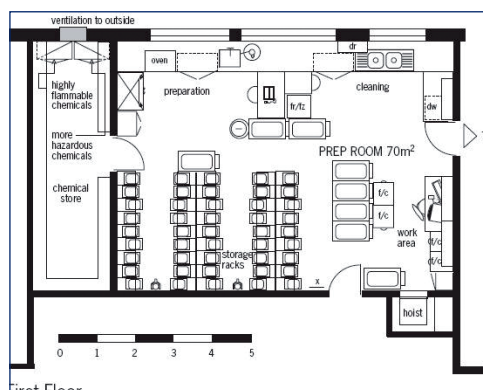 ventilation to outside
oven
dr
highly
flammable
chemicals
preparation
cleaning
fr/fz
dw
more
hazardous
chemicals
PREP ROOM 70m²
chemical
store
f/c
f/c
work
area
storage
racks
f/c
f/c
x
hoist
0 1 2 3 4 5
First Floor